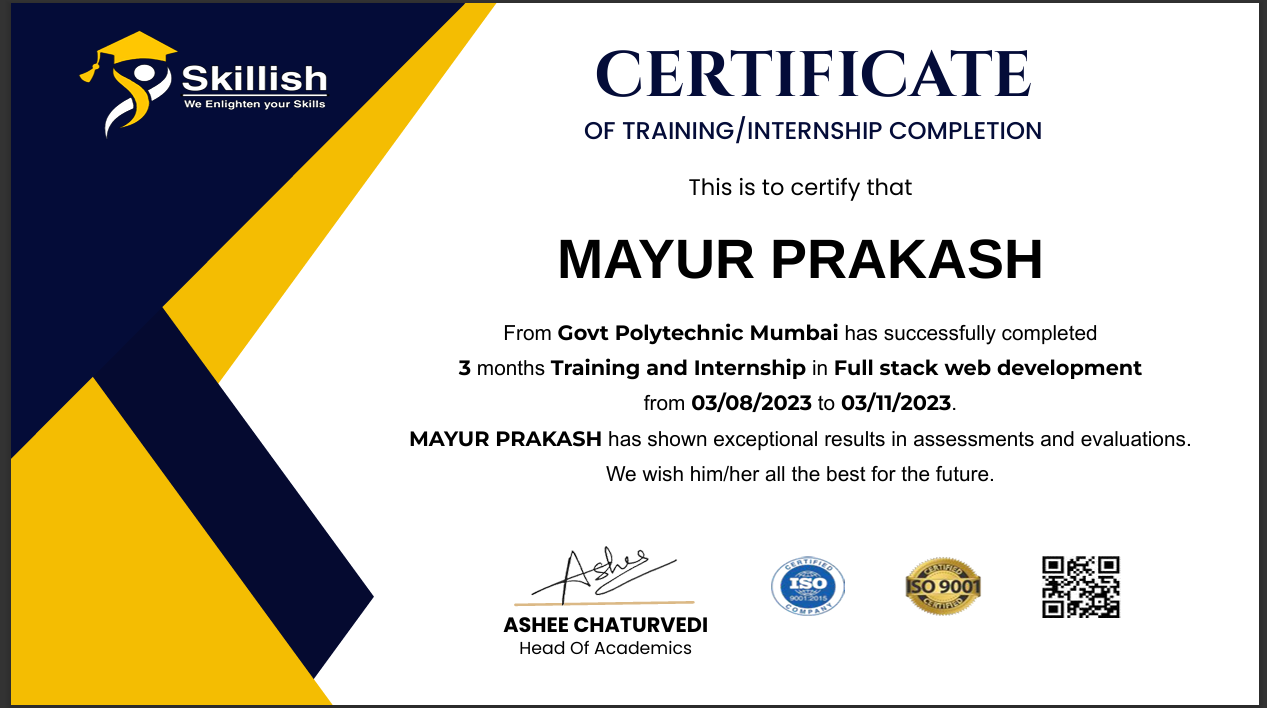 Skillish
We Enlighten your Skills
CERTIFICATE
OF TRAINING/INTERNSHIP COMPLETION
This is to certify that
MAYUR PRAKASH
From Govt Polytechnic Mumbai has successfully completed
3 months Training and Internship in Full stack web development
from 03/08/2023 to 03/11/2023.
MAYUR PRAKASH has shown exceptional results in assessments and evaluations.
We wish him/her all the best for the future.
Ashee
ASHEE CHATURVEDI
Head Of Academics
CERTIFIED
ISO
9001:2015
COMPANY
CERTIFIED
ISO 9001
CERTIFIED